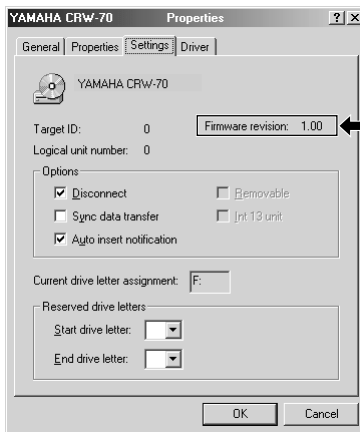 YAMAHA CRW-70 Properties
General Properties Settings Driver
YAMAHA CRW-70
Target ID: 0 Firmware revision: 1.00
Logical unit number: 0
Options
Disconnect Removable
Sync data transfer Int 13 unit
Auto insert notification
Current drive letter assignment: F:
Reserved drive letters
Start drive letter:
End drive letter:
OK Cancel